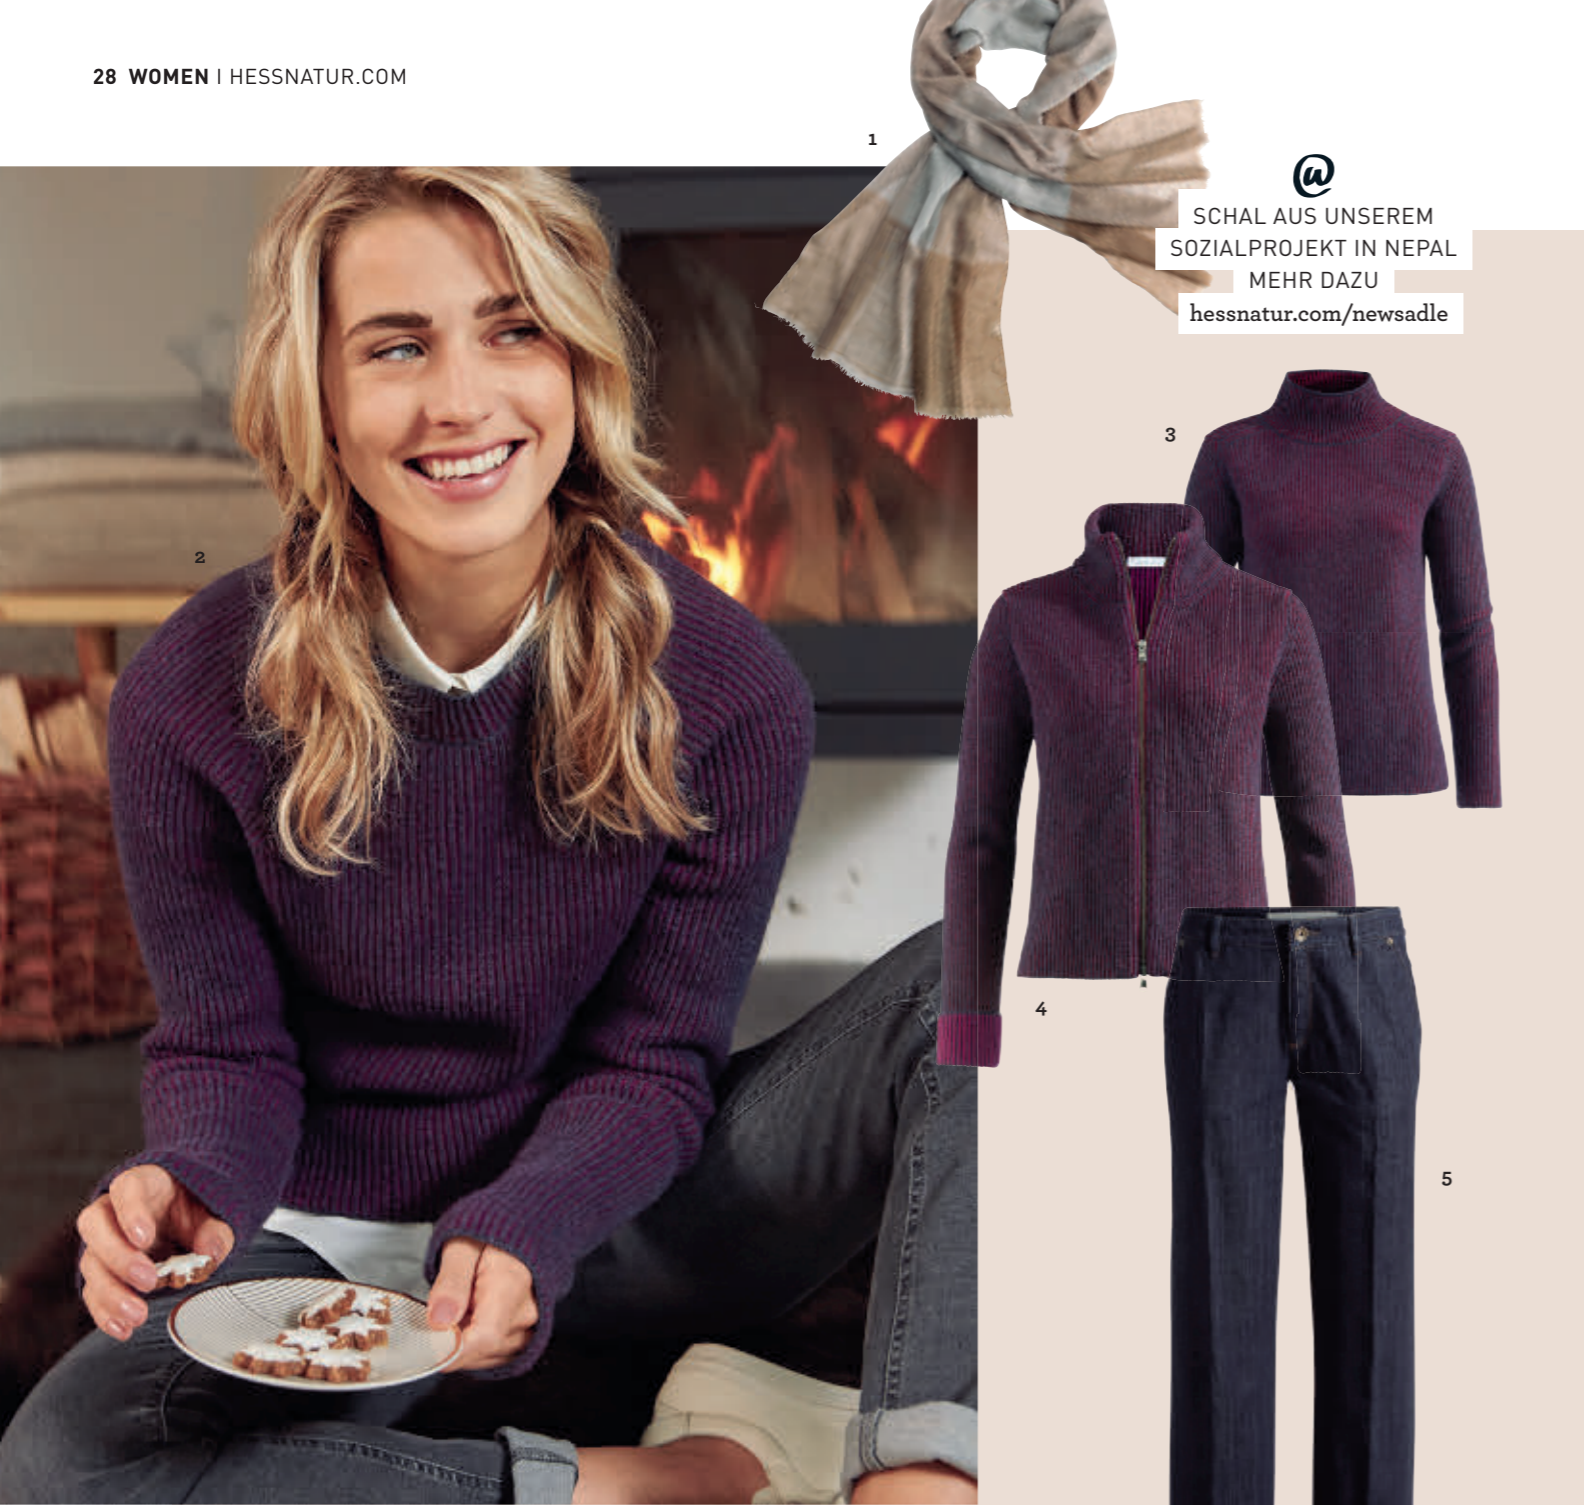 28 WOMEN I HESSNATUR.COM
1
@
SCHAL AUS UNSEREM
SOZIALPROJEKT IN NEPAL
MEHR DAZU
hessnatur.com/newsadle
3
2
4
5